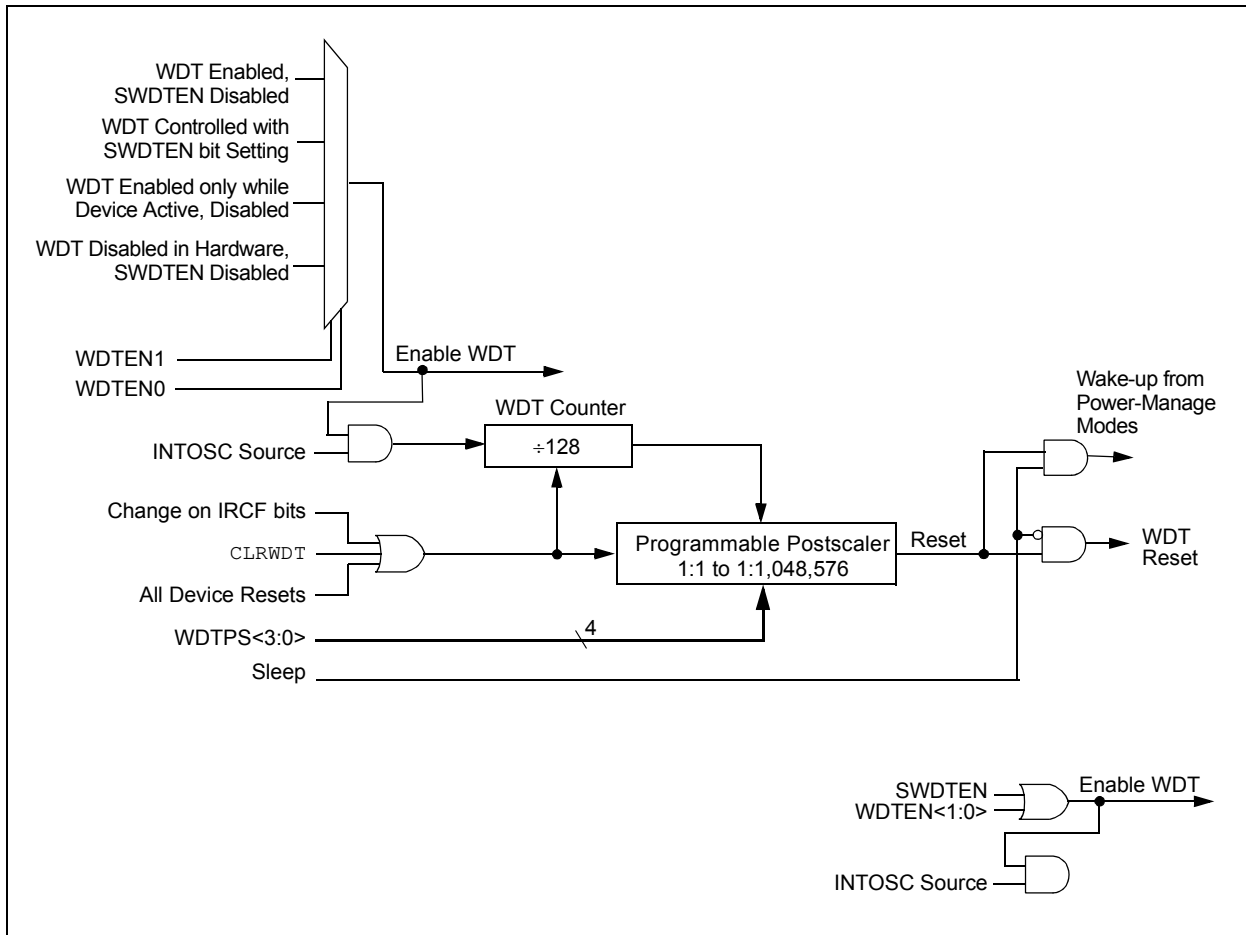 WDT Enabled,
SWDTEN Disabled
WDT Controlled with
SWDTEN bit Setting
WDT Enabled only while
Device Active, Disabled
WDT Disabled in Hardware,
SWDTEN Disabled
WDTEN1
WDTEN0
Enable WDT
WDT Counter
÷128
INTOSC Source
Wake-up from
Power-Manage
Modes
Change on IRCF bits
CLRWDT
All Device Resets
Programmable Postscaler
1:1 to 1:1,048,576
Reset
WDT
Reset
WDTPS<3:0>
4
Sleep
SWDTEN
WDTEN<1:0>
Enable WDT
INTOSC Source